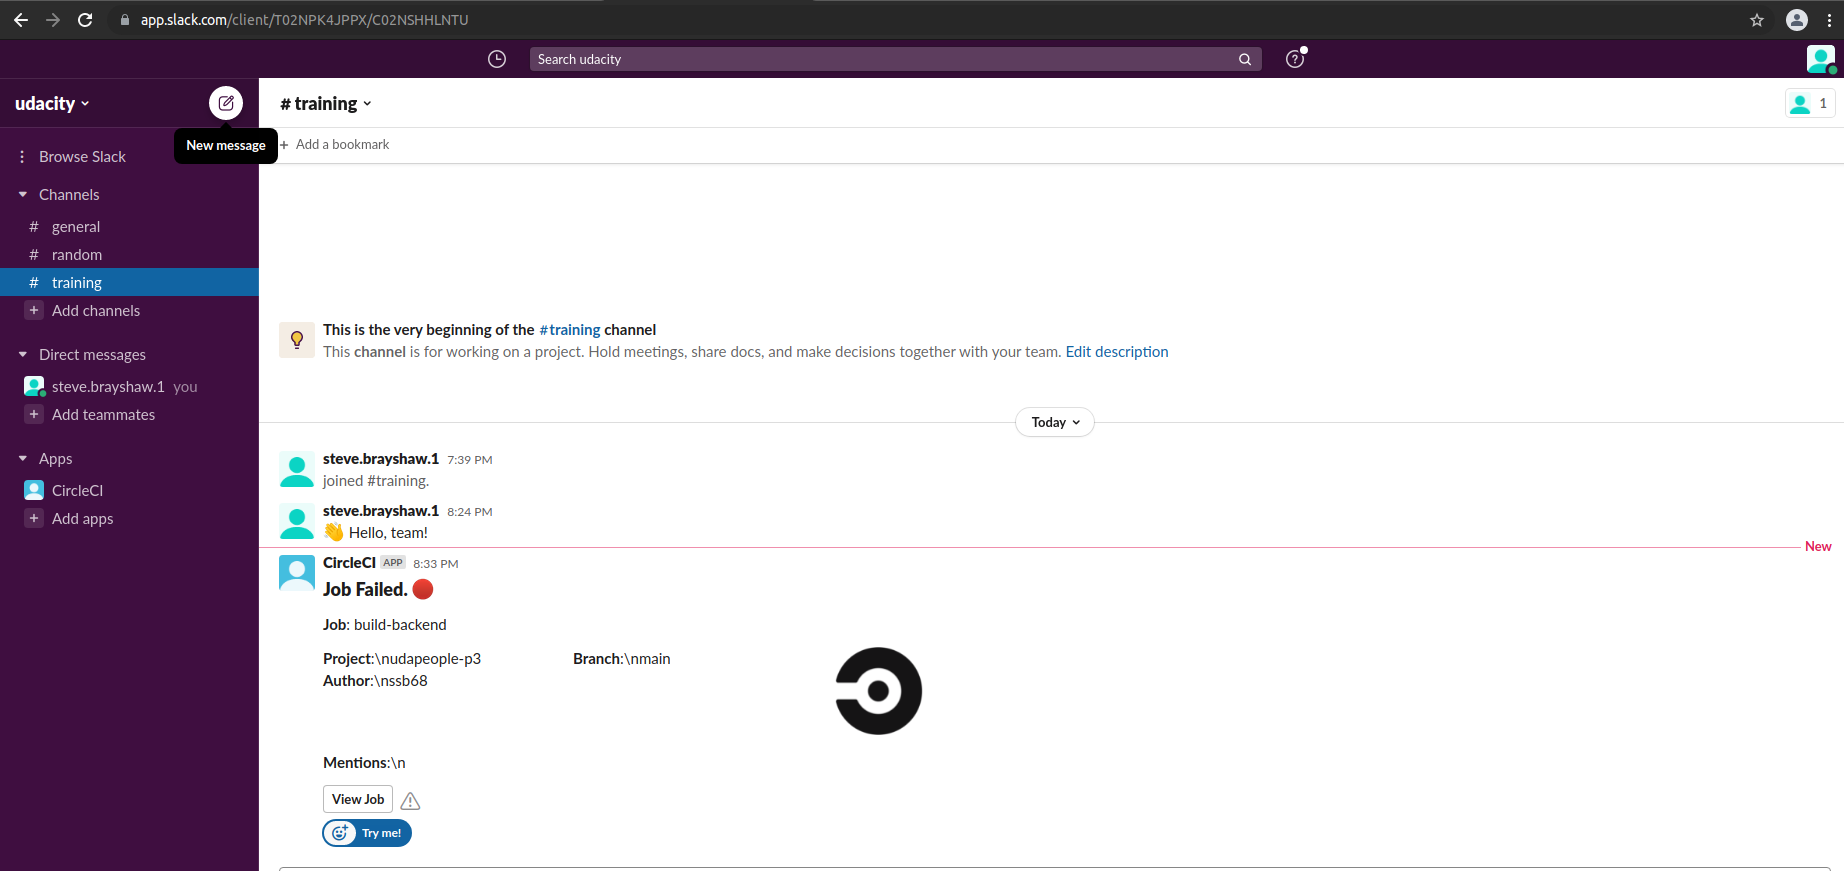 app.slack.com/client/T02NPK4JPPX/C02NSHHLNTU
Search udacity
udacity
# training
1
New message
+ Add a bookmark
Browse Slack
Channels
# general
# random
# training
+ Add channels
Direct messages
steve.brayshaw.1 you
+ Add teammates
Apps
CircleCI
+ Add apps
This is the very beginning of the #training channel
This channel is for working on a project. Hold meetings, share docs, and make decisions together with your team. Edit description
Today
steve.brayshaw.1 7:39 PM
joined #training.
steve.brayshaw.1 8:24 PM
👋 Hello, team!
New
CircleCI APP 8:33 PM
Job Failed. 🔴
Job: build-backend
Project:\nudapeople-p3 Branch:\nmain
Author:\nssb68
Mentions:\n
View Job
Try me!